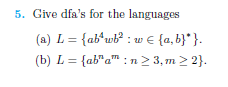 5. Give dfa's for the languages
(a) L = {ab⁴wb² : w ∈ {a, b}*}.
(b) L = {abⁿaᵐ : n ≥ 3, m ≥ 2}.